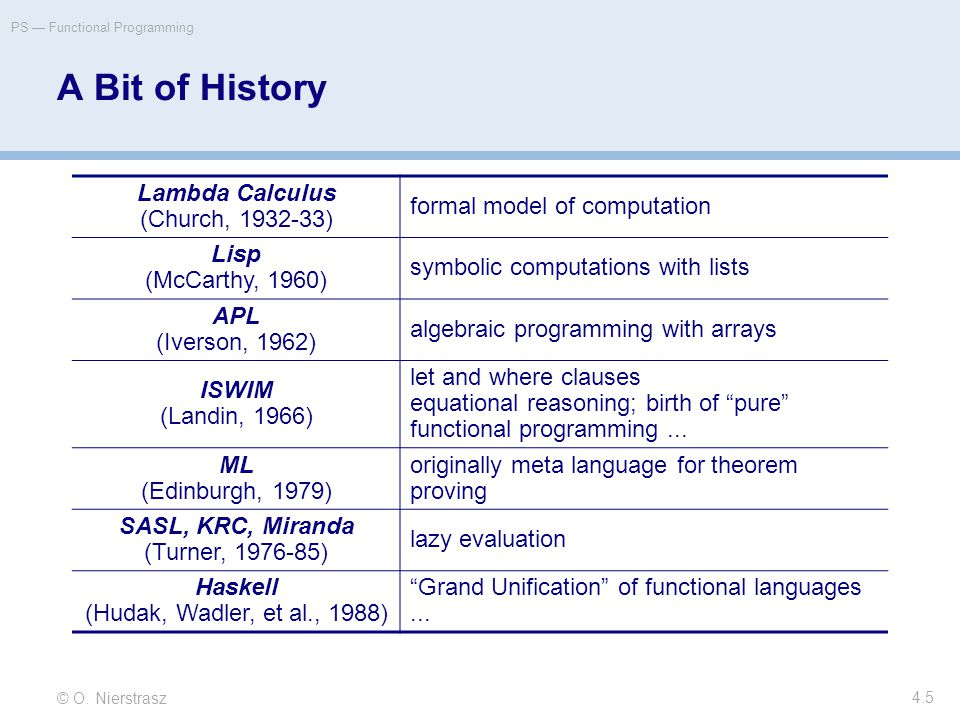 PS — Functional Programming
A Bit of History
Lambda Calculus
(Church, 1932-33)
formal model of computation
Lisp
(McCarthy, 1960)
symbolic computations with lists
APL
(Iverson, 1962)
algebraic programming with arrays
ISWIM
(Landin, 1966)
let and where clauses
equational reasoning; birth of “pure”
functional programming ...
ML
(Edinburgh, 1979)
originally meta language for theorem
proving
SASL, KRC, Miranda
(Turner, 1976-85)
lazy evaluation
Haskell
(Hudak, Wadler, et al., 1988)
“Grand Unification” of functional languages
...
© O. Nierstrasz
4.5